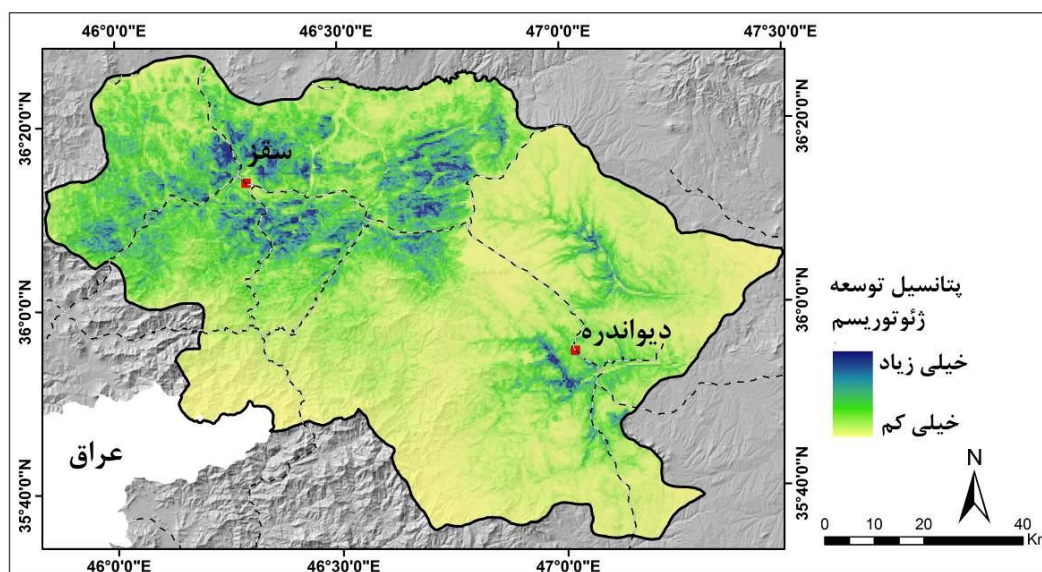 46°0'0"E
46°30'0"E
47°0'0"E
47°30'0"E
36°20'0"N
36°20'0"N
سقز
36°0'0"N
36°0'0"N
پتانسیل توسعه
ژئوتوریسم
دیواندره
خیلی زیاد
خیلی کم
عراق
35°40'0"N
35°40'0"N
N
0 10 20 40
Km
46°0'0"E
46°30'0"E
47°0'0"E